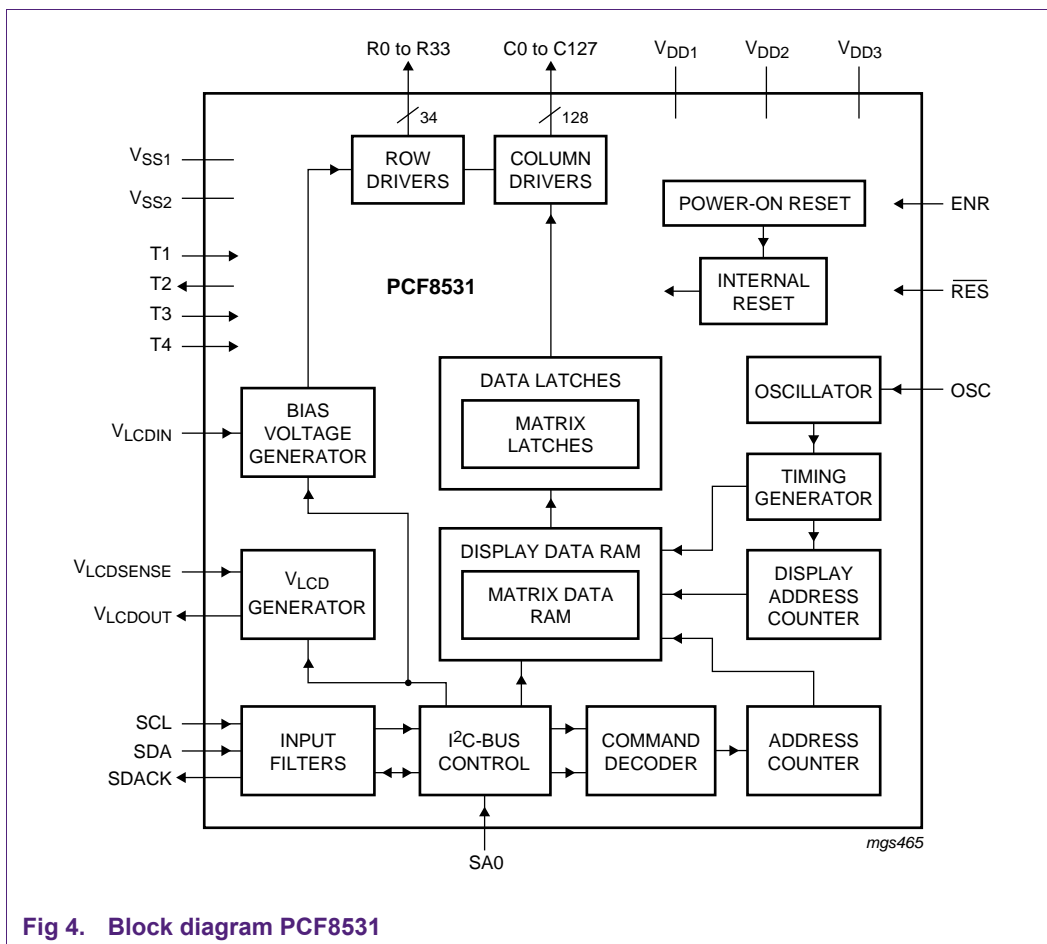 R0 to R33
C0 to C127
VDD1
VDD2
VDD3
34
128
VSS1
VSS2
T1
T2
T3
T4
ROW
DRIVERS
COLUMN
DRIVERS
POWER-ON RESET
ENR
PCF8531
INTERNAL
RESET
RES
DATA LATCHES
MATRIX
LATCHES
OSCILLATOR
OSC
VLCDIN
BIAS
VOLTAGE
GENERATOR
TIMING
GENERATOR
DISPLAY DATA RAM
MATRIX DATA
RAM
DISPLAY
ADDRESS
COUNTER
VLCDSENSE
VLCDOUT
VLCD
GENERATOR
SCL
SDA
SDACK
INPUT
FILTERS
I²C-BUS
CONTROL
COMMAND
DECODER
ADDRESS
COUNTER
SA0
mgs465
Fig 4. Block diagram PCF8531